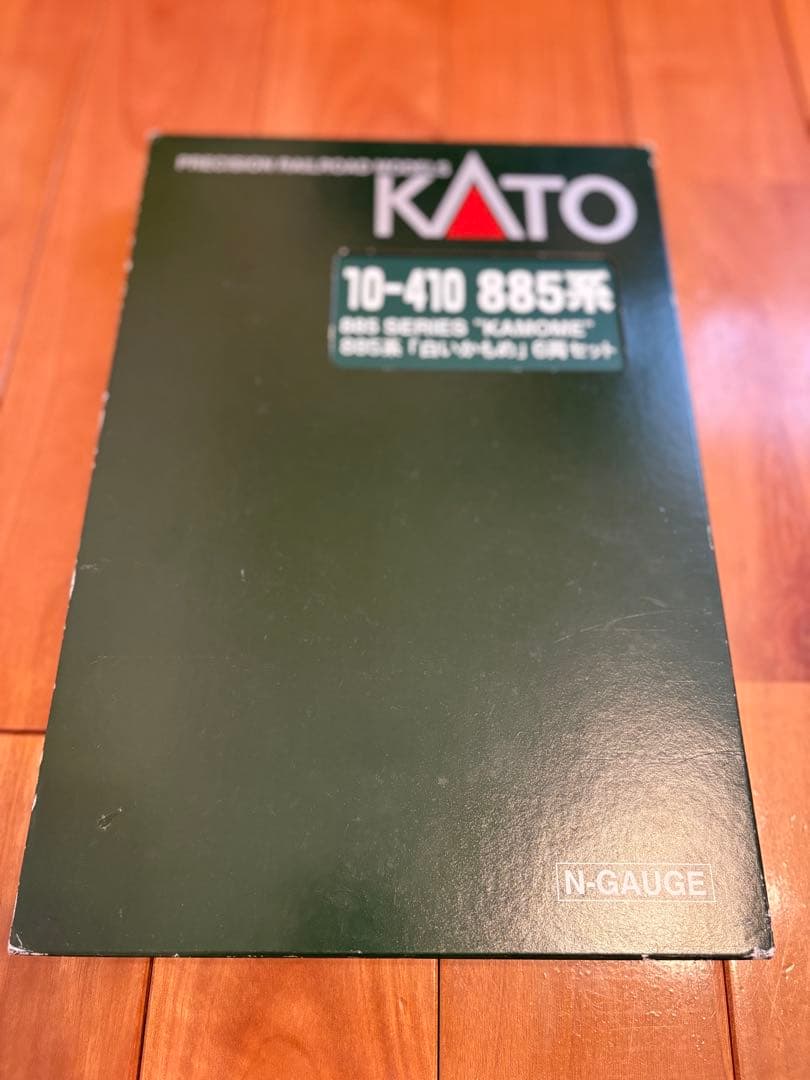 PRECISION RAILROAD MODELS
KATO
10-410 885系
885 SERIES "KAMOME"
885系「白いかもめ」6両セット
N-GAUGE